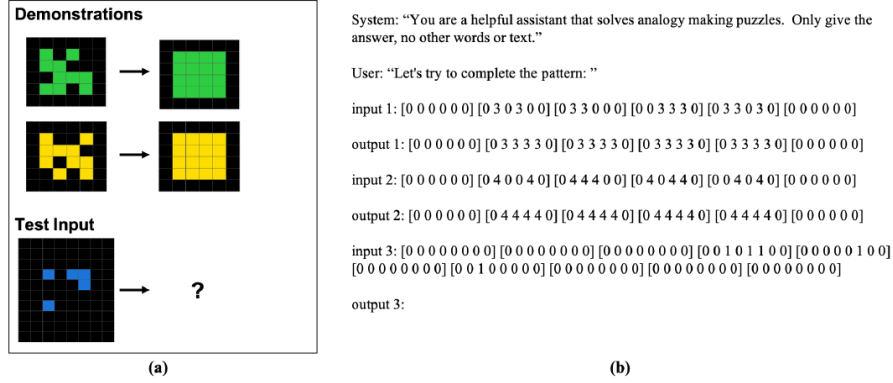 Demonstrations
Test Input
?
(a)
System: “You are a helpful assistant that solves analogy making puzzles.  Only give the
answer, no other words or text.”
User: “Let's try to complete the pattern: ”
input 1: [0 0 0 0 0 0] [0 3 0 3 0 0] [0 3 3 0 0 0] [0 0 3 3 3 0] [0 3 3 0 3 0] [0 0 0 0 0 0]
output 1: [0 0 0 0 0 0] [0 3 3 3 3 0] [0 3 3 3 3 0] [0 3 3 3 3 0] [0 3 3 3 3 0] [0 0 0 0 0 0]
input 2: [0 0 0 0 0 0] [0 4 0 0 4 0] [0 4 4 4 0 0] [0 4 0 4 4 0] [0 0 4 0 4 0] [0 0 0 0 0 0]
output 2: [0 0 0 0 0 0] [0 4 4 4 4 0] [0 4 4 4 4 0] [0 4 4 4 4 0] [0 4 4 4 4 0] [0 0 0 0 0 0]
input 3: [0 0 0 0 0 0 0 0] [0 0 0 0 0 0 0 0] [0 0 0 0 0 0 0 0] [0 0 1 0 1 1 0 0] [0 0 0 0 0 1 0 0]
[0 0 0 0 0 0 0 0] [0 0 1 0 0 0 0 0] [0 0 0 0 0 0 0 0] [0 0 0 0 0 0 0 0] [0 0 0 0 0 0 0 0]
output 3:
(b)